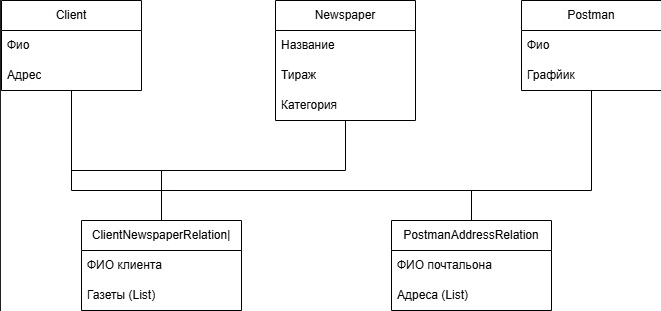 Client
Фио
Адрес
Newspaper
Название
Тираж
Категория
Postman
Фио
Графйик
ClientNewspaperRelation|
ФИО клиента
Газеты (List)
PostmanAddressRelation
ФИО почтальона
Адреса (List)